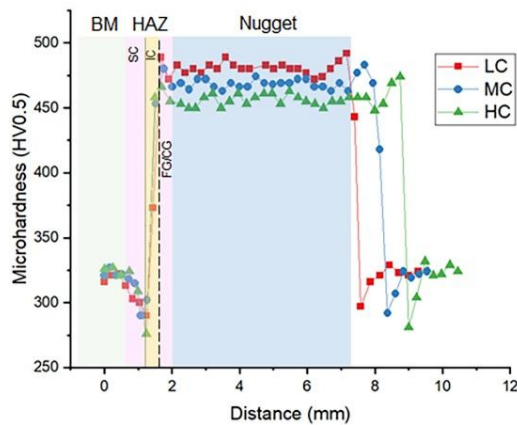 BM HAZ Nugget
SC
IC
FG/CG
500
450
400
350
300
250
Microhardness (HV0.5)
LC
MC
HC
0 2 4 6 8 10 12
Distance (mm)